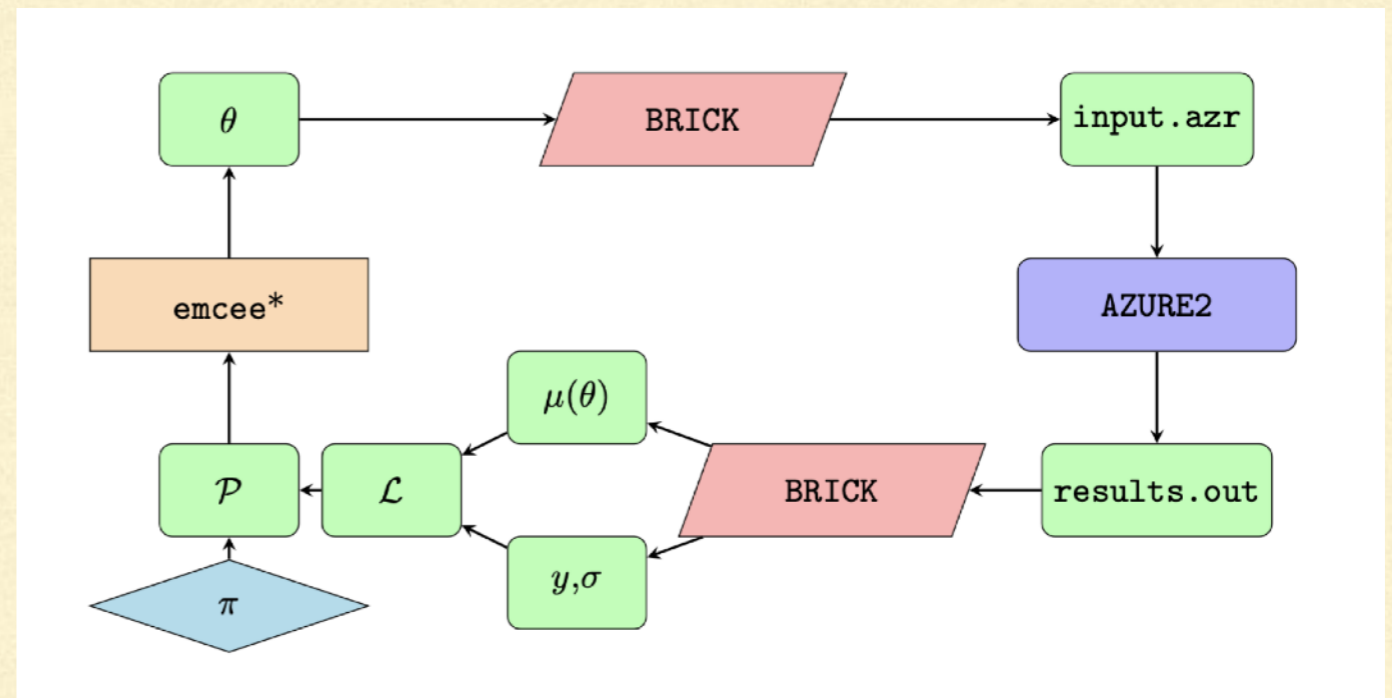 θ
BRICK
input.azr
emcee*
AZURE2
μ(θ)
𝒫
ℒ
BRICK
results.out
y,σ
π